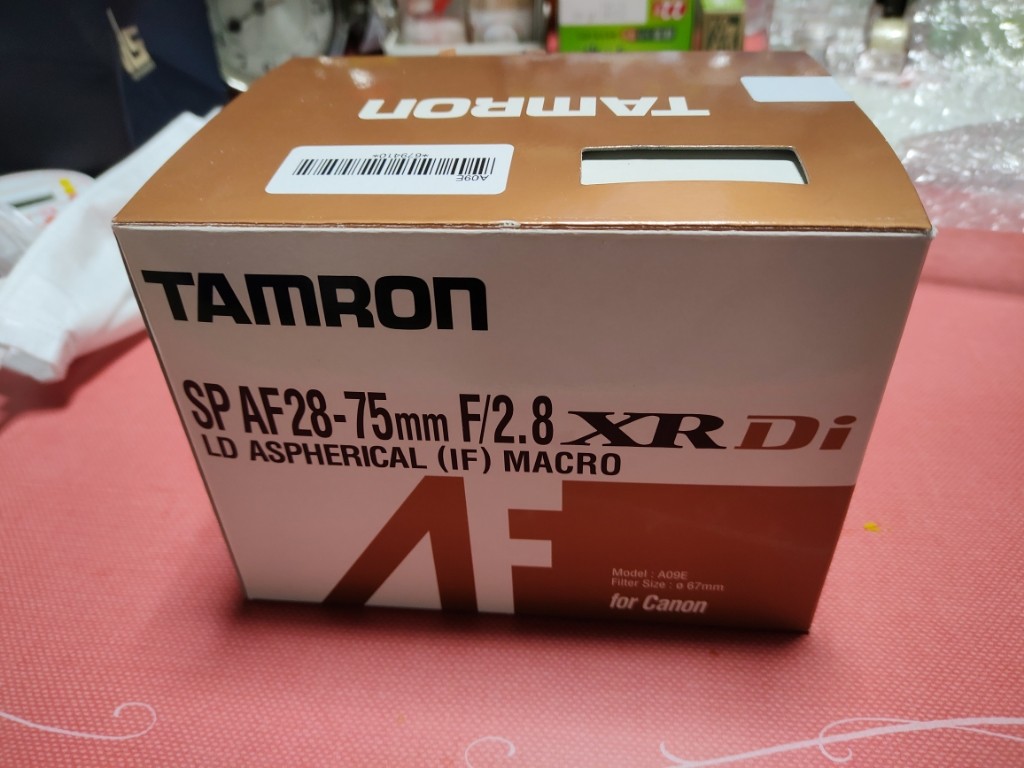 TAMRON
A09E
*679410*
TAMRON
SP AF28-75mm F/2.8 XR Di
LD ASPHERICAL (IF) MACRO
AF
Model : A09E
Filter Size : ø 67mm
for Canon